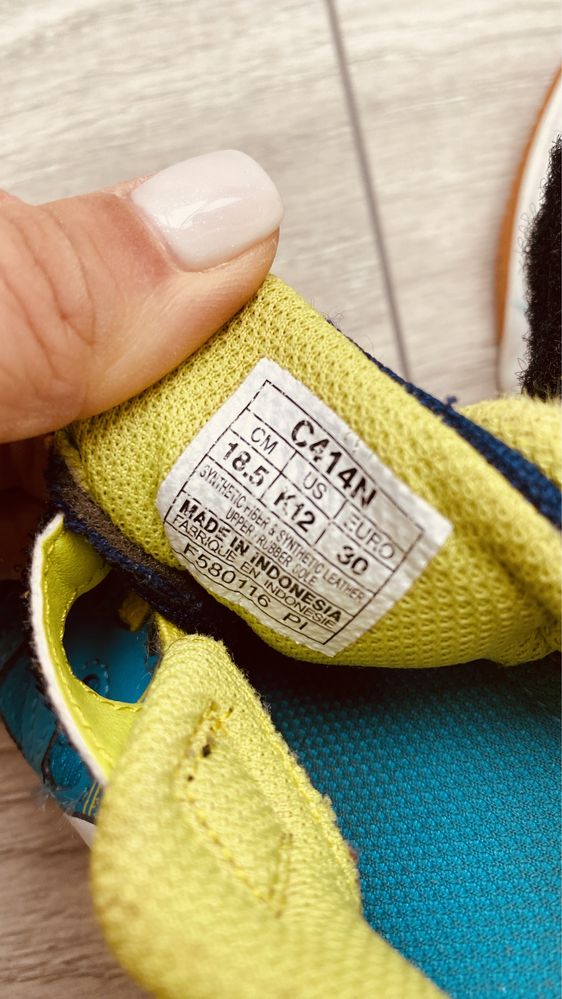 C414N
CM US EURO
18.5 K12 30
SYNTHETIC FIBER & SYNTHETIC LEATHER
UPPER RUBBER SOLE
MADE IN INDONESIA
FABRIQUE EN INDONESIE
F580116 PI